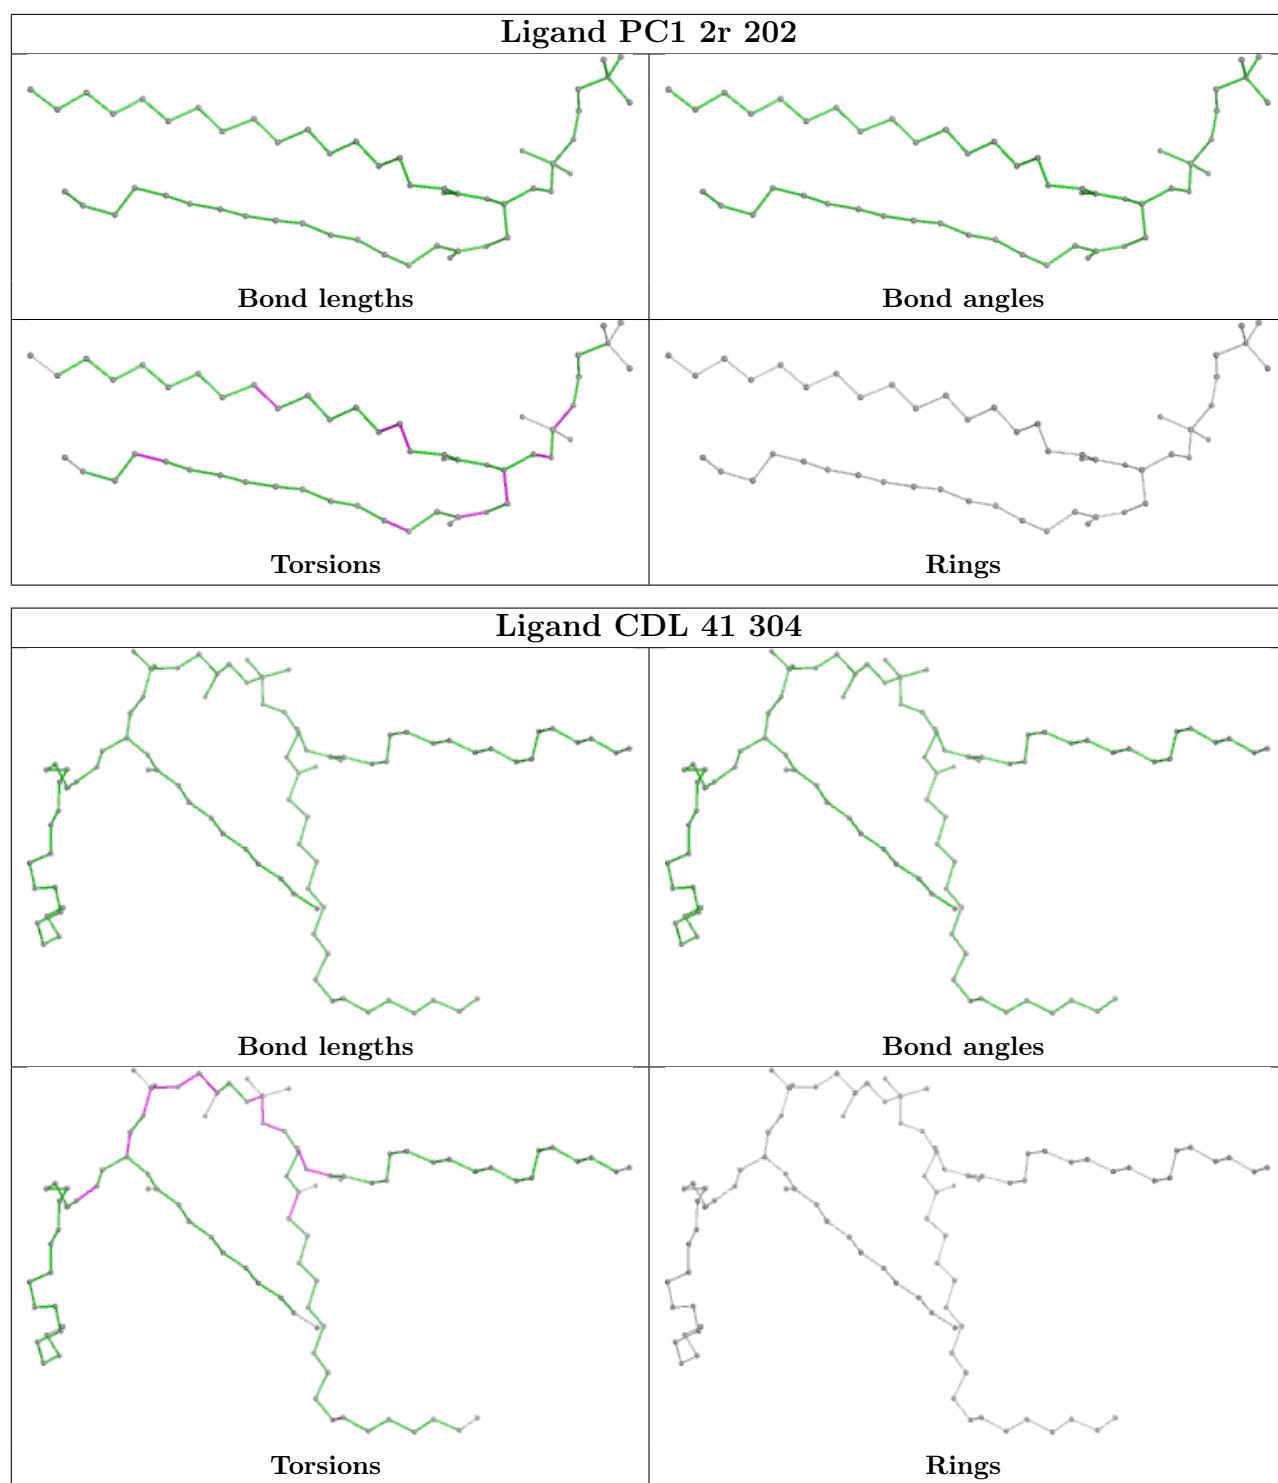 Ligand PC1 2r 202
Bond lengths
Bond angles
Torsions
Rings
Ligand CDL 41 304
Bond lengths
Bond angles
Torsions
Rings